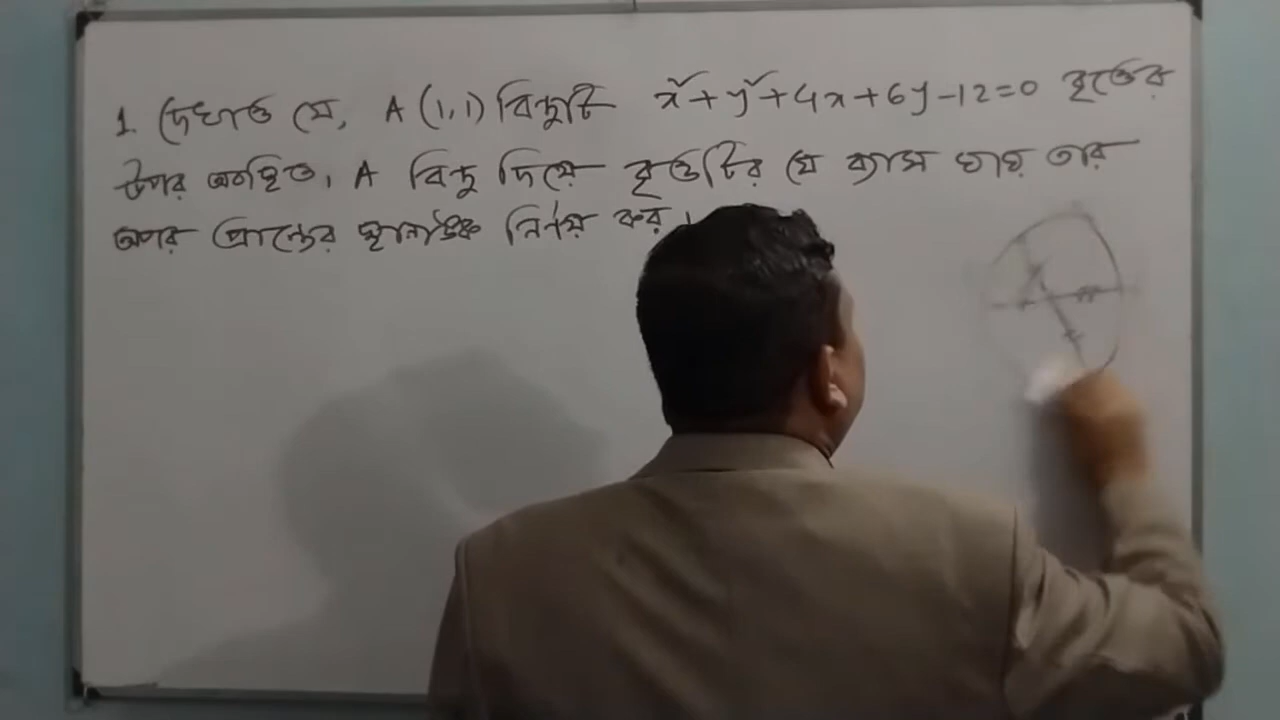 1. দেখাও যে, A (1,1) বিন্দুটি x²+y²+4x+6y-12=0 বৃত্তের
উপর অবস্থিত। A বিন্দু দিয়ে বৃত্তটির যে ব্যাস যায় তার
অপর প্রান্তের স্থানাঙ্ক নির্ণয় কর।